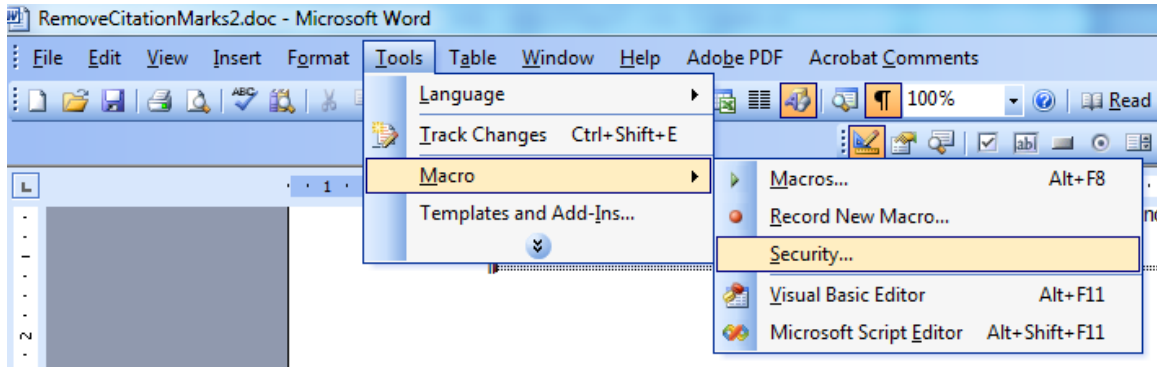 RemoveCitationMarks2.doc - Microsoft Word
File Edit View Insert Format Tools Table Window Help Adobe PDF Acrobat Comments
ABC ¶ 100% Read
Language
Track Changes Ctrl+Shift+E
ab|
L 1 Macro
Macros... Alt+F8
Templates and Add-Ins...
Record New Macro...
Security...
Visual Basic Editor Alt+F11
2
Microsoft Script Editor Alt+Shift+F11